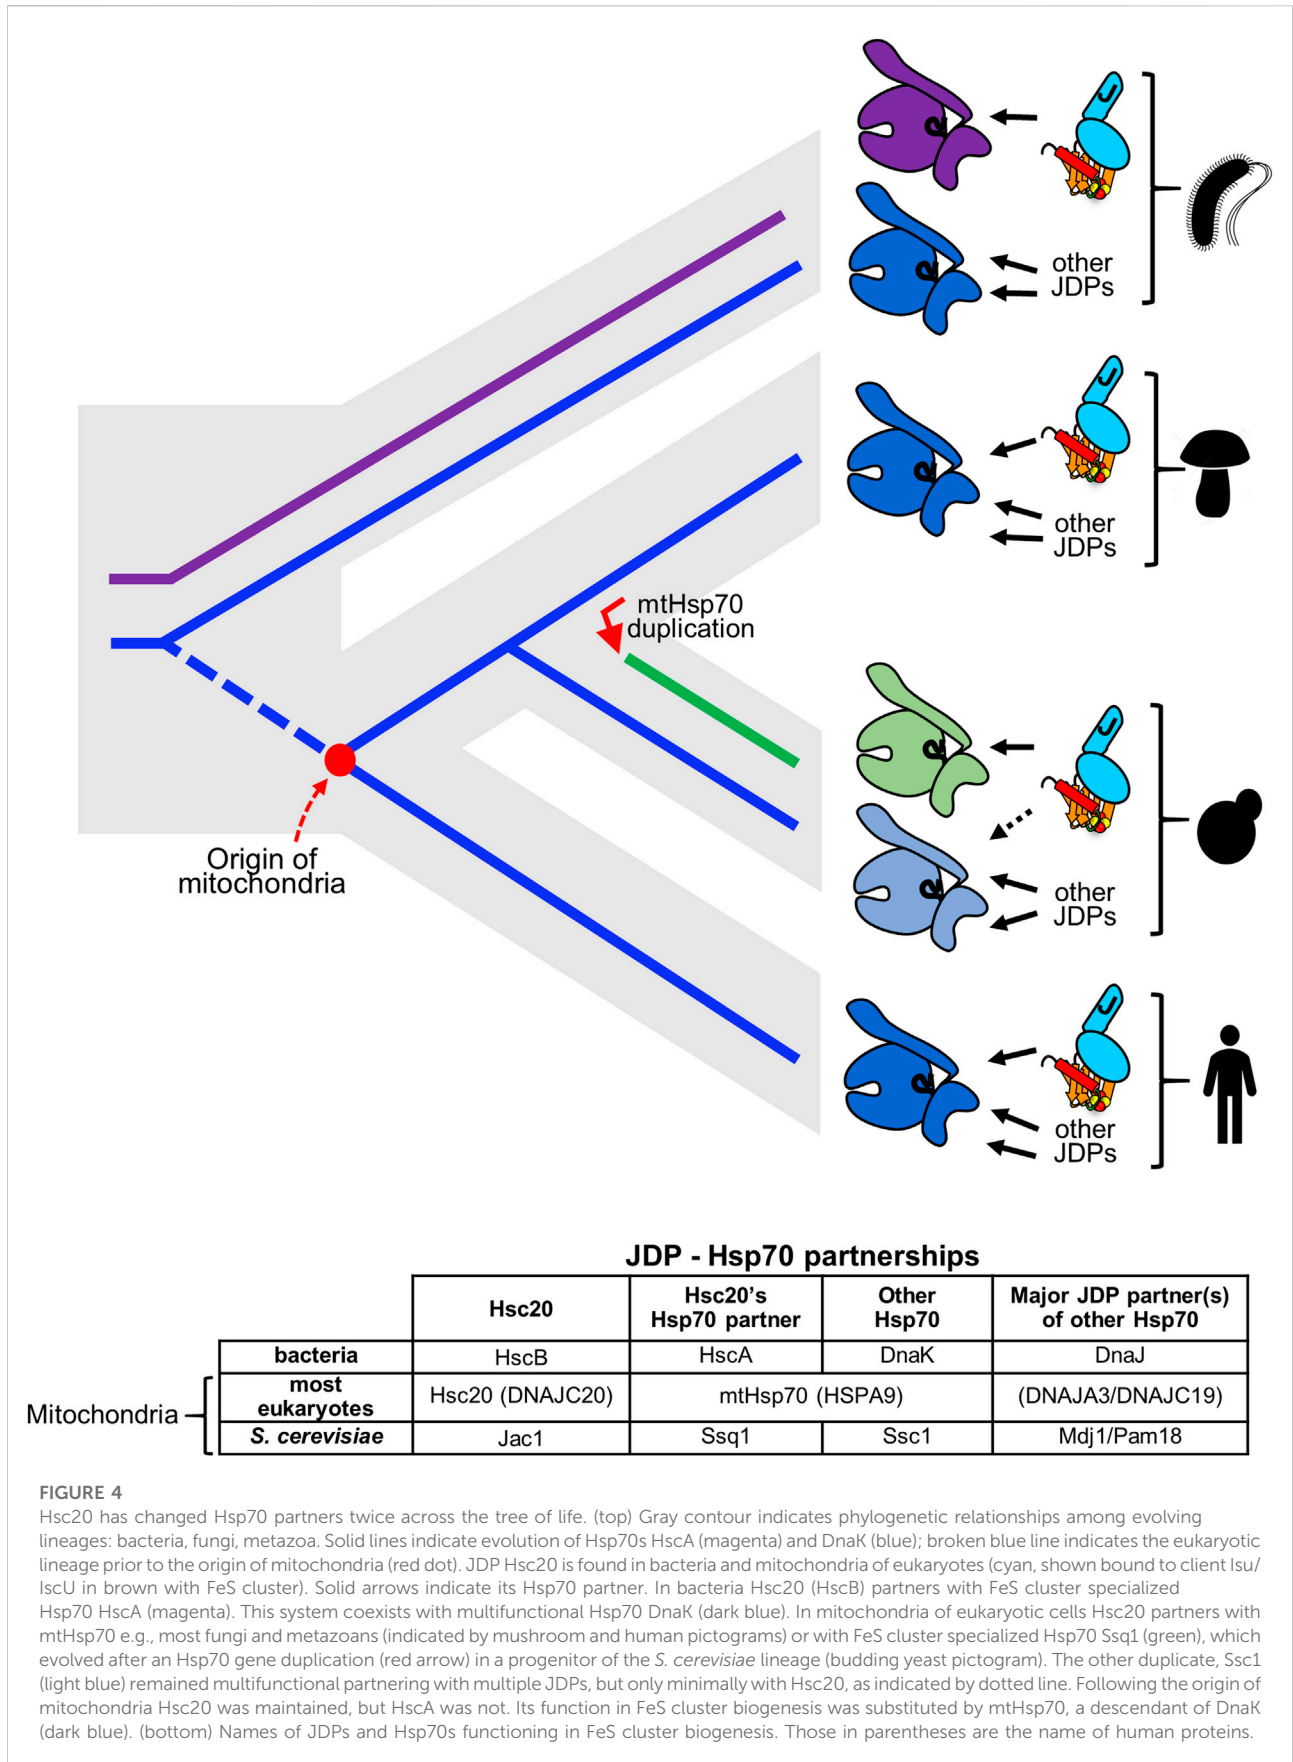 J
R
R
other
JDPs
J
R
other
JDPs
mtHsp70
duplication
J
R
R
other
JDPs
Origin of
mitochondria
J
R
other
JDPs
JDP - Hsp70 partnerships
Hsc20
Hsc20's
Hsp70 partner
Other
Hsp70
Major JDP partner(s)
of other Hsp70
bacteria
HscB
HscA
DnaK
DnaJ
Mitochondria
most
eukaryotes
Hsc20 (DNAJC20)
mtHsp70 (HSPA9)
(DNAJA3/DNAJC19)
S. cerevisiae
Jac1
Ssq1
Ssc1
Mdj1/Pam18
FIGURE 4
Hsc20 has changed Hsp70 partners twice across the tree of life. (top) Gray contour indicates phylogenetic relationships among evolving
lineages: bacteria, fungi, metazoa. Solid lines indicate evolution of Hsp70s HscA (magenta) and DnaK (blue); broken blue line indicates the eukaryotic
lineage prior to the origin of mitochondria (red dot). JDP Hsc20 is found in bacteria and mitochondria of eukaryotes (cyan, shown bound to client Isu/
IscU in brown with FeS cluster). Solid arrows indicate its Hsp70 partner. In bacteria Hsc20 (HscB) partners with FeS cluster specialized
Hsp70 HscA (magenta). This system coexists with multifunctional Hsp70 DnaK (dark blue). In mitochondria of eukaryotic cells Hsc20 partners with
mtHsp70 e.g., most fungi and metazoans (indicated by mushroom and human pictograms) or with FeS cluster specialized Hsp70 Ssq1 (green), which
evolved after an Hsp70 gene duplication (red arrow) in a progenitor of the S. cerevisiae lineage (budding yeast pictogram). The other duplicate, Ssc1
(light blue) remained multifunctional partnering with multiple JDPs, but only minimally with Hsc20, as indicated by dotted line. Following the origin of
mitochondria Hsc20 was maintained, but HscA was not. Its function in FeS cluster biogenesis was substituted by mtHsp70, a descendant of DnaK
(dark blue). (bottom) Names of JDPs and Hsp70s functioning in FeS cluster biogenesis. Those in parentheses are the name of human proteins.